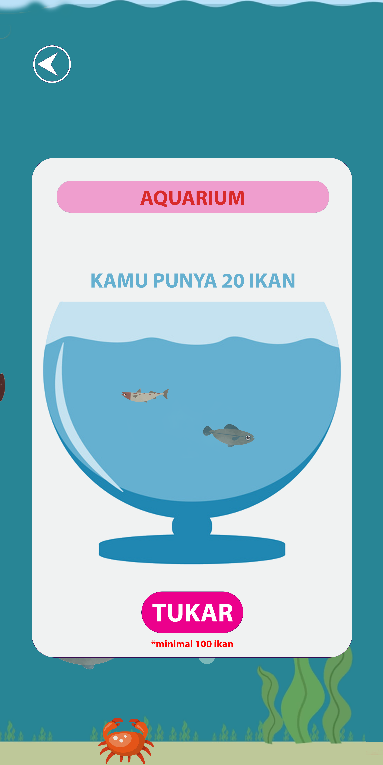 AQUARIUM
KAMU PUNYA 20 IKAN
TUKAR
*minimal 100 ikan